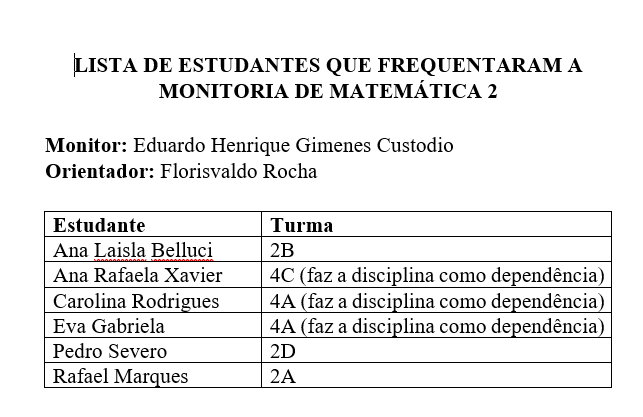 LISTA DE ESTUDANTES QUE FREQUENTARAM A
MONITORIA DE MATEMÁTICA 2
Monitor: Eduardo Henrique Gimenes Custodio
Orientador: Florisvaldo Rocha
Estudante Turma
Ana Laisla Belluci 2B
Ana Rafaela Xavier 4C (faz a disciplina como dependência)
Carolina Rodrigues 4A (faz a disciplina como dependência)
Eva Gabriela 4A (faz a disciplina como dependência)
Pedro Severo 2D
Rafael Marques 2A